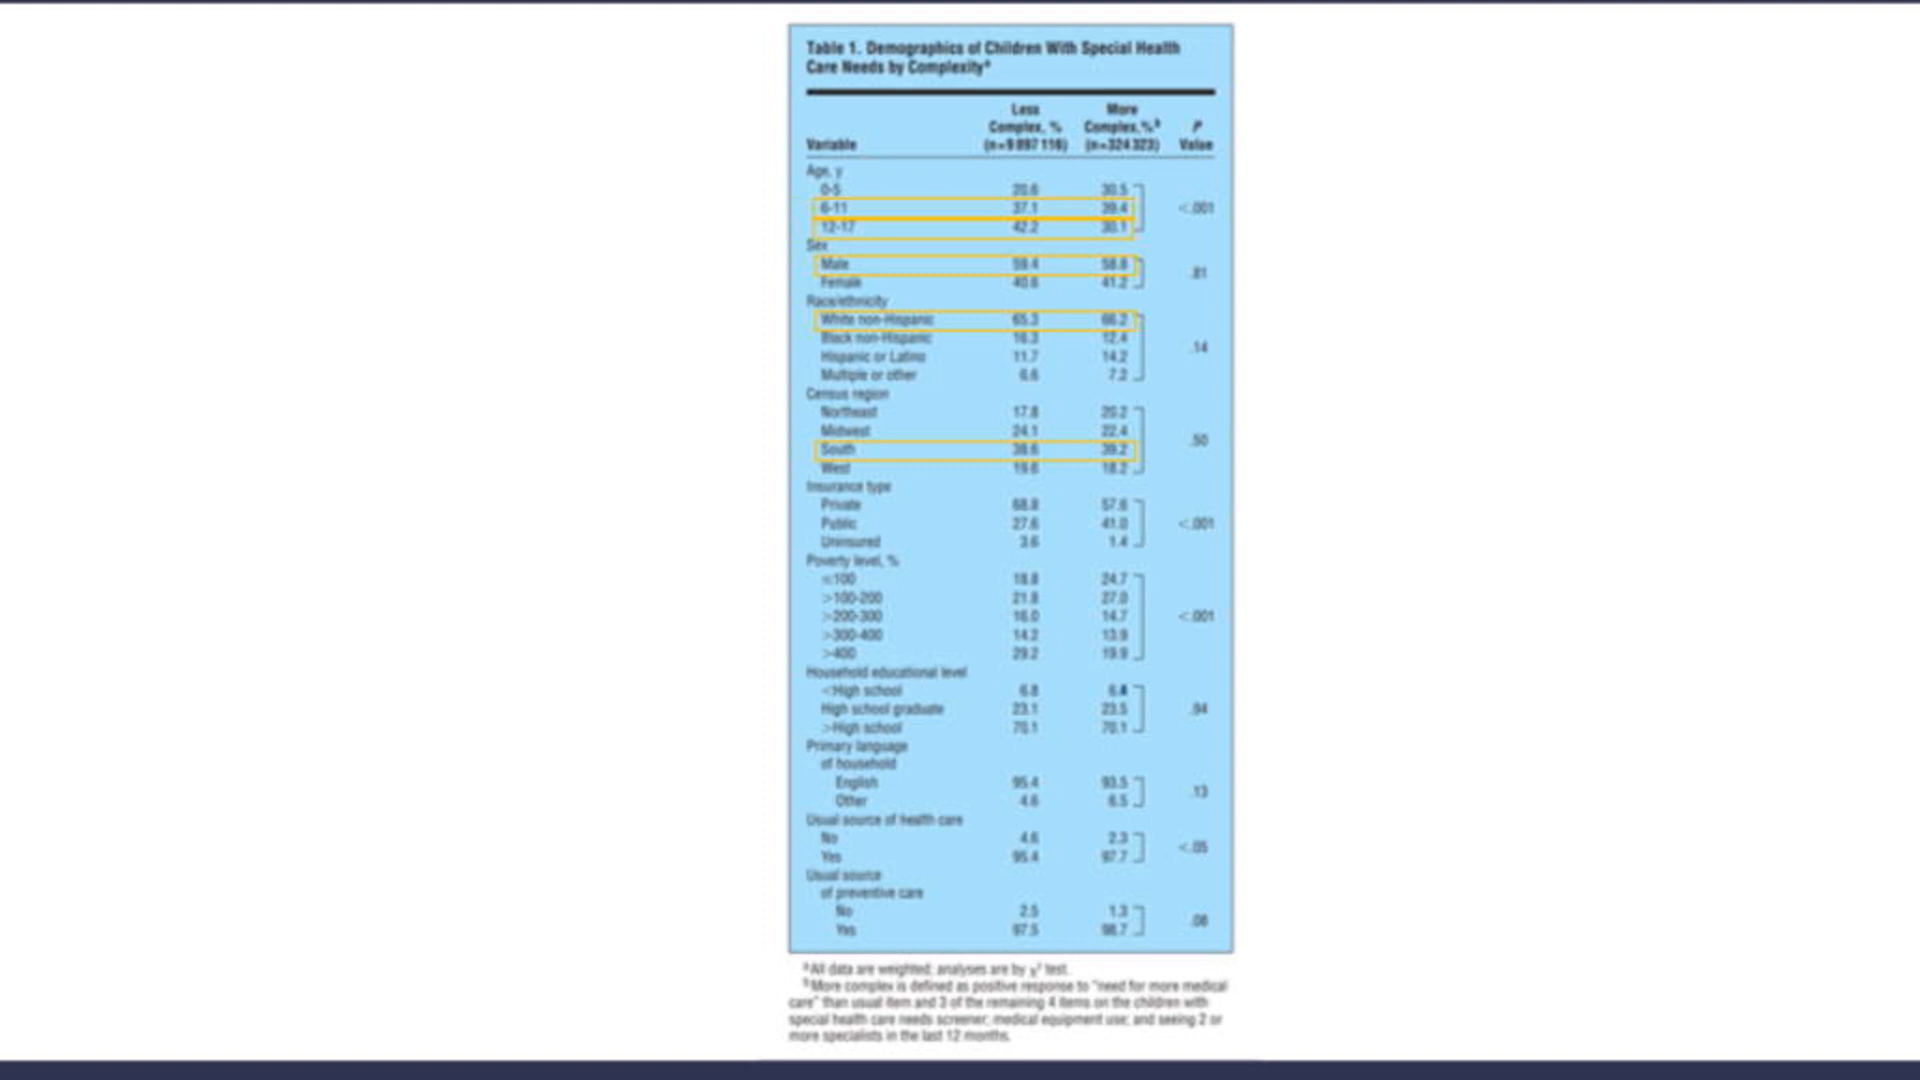 Table 1. Demographics of Children With Special Health
Care Needs by Complexityª
Less More
Complex, % Complex, %ᵇ P
Variable (n=9 897 116) (n=324 323) Value
Age, y
0-5 20.6 30.5
6-11 37.1 39.4 <.001
12-17 42.2 30.1
Sex
Male 59.4 58.8 .81
Female 40.6 41.2
Race/ethnicity
White non-Hispanic 65.3 66.2
Black non-Hispanic 16.3 12.4 .14
Hispanic or Latino 11.7 14.2
Multiple or other 6.6 7.2
Census region
Northeast 17.8 20.2
Midwest 24.1 22.4 .50
South 38.6 39.2
West 19.6 18.2
Insurance type
Private 68.8 57.6
Public 27.6 41.0 <.001
Uninsured 3.6 1.4
Poverty level, %
≤100 18.8 24.7
>100-200 21.8 27.0
>200-300 16.0 14.7 <.001
>300-400 14.2 13.9
>400 29.2 19.9
Household educational level
<High school 6.8
High school graduate 23.1 23.5 .94
>High school 70.1 70.1
Primary language
of household
English 95.4 93.5 .13
Other 4.6 6.5
Usual source of health care
No 4.6 2.3 <.05
Yes 95.4 97.7
Usual source
of preventive care
No 2.5 1.3
Yes 97.5 98.7
ªAll data are weighted; analyses are by χ² test.
ᵇMore complex is defined as positive response to "need for more medical
care" than usual item and 3 of the remaining 4 items on the children with
special health care needs screener; medical equipment use; and seeing 2 or
more specialists in the last 12 months.